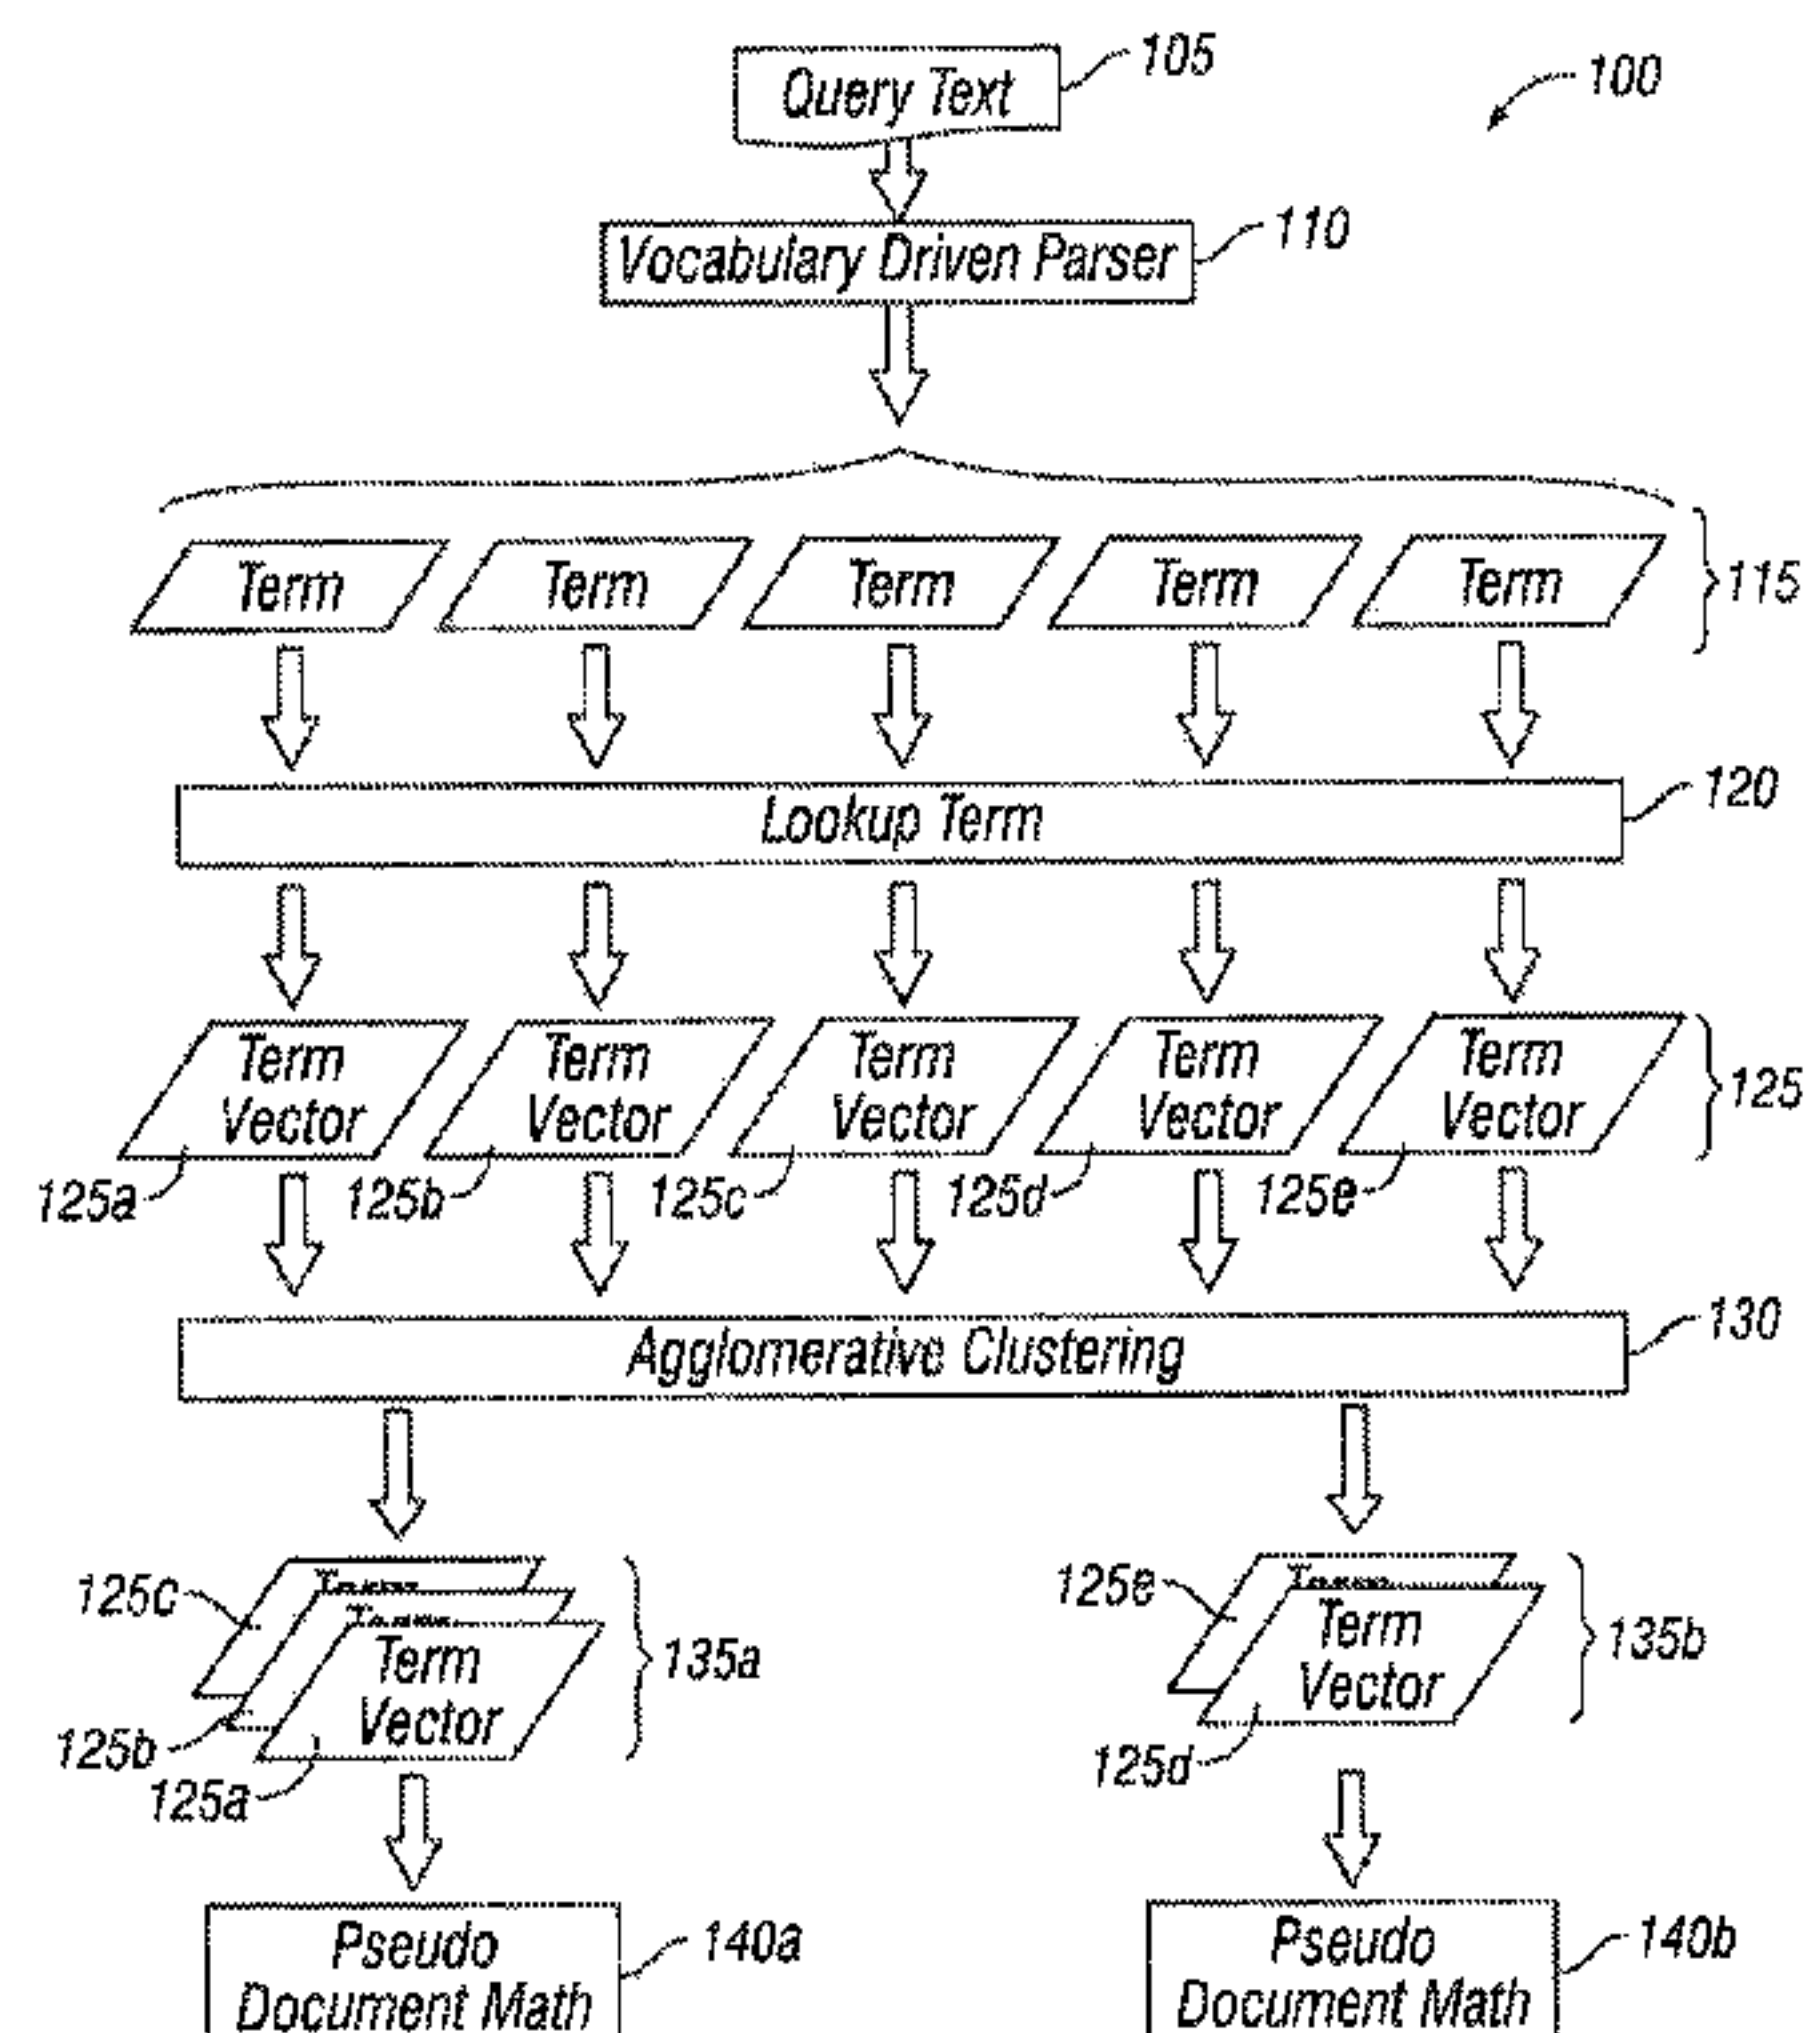 Query Text
105
100
Vocabulary Driven Parser
110
Term Term Term Term Term
115
Lookup Term
120
Term Term Term Term Term
Vector Vector Vector Vector Vector
125
125a 125b 125c 125d 125e
Agglomerative Clustering
130
125c
Term
Vector
135a
125b
125a
125e
Term
Vector
135b
125d
Pseudo
Document Math
140a
Pseudo
Document Math
140b